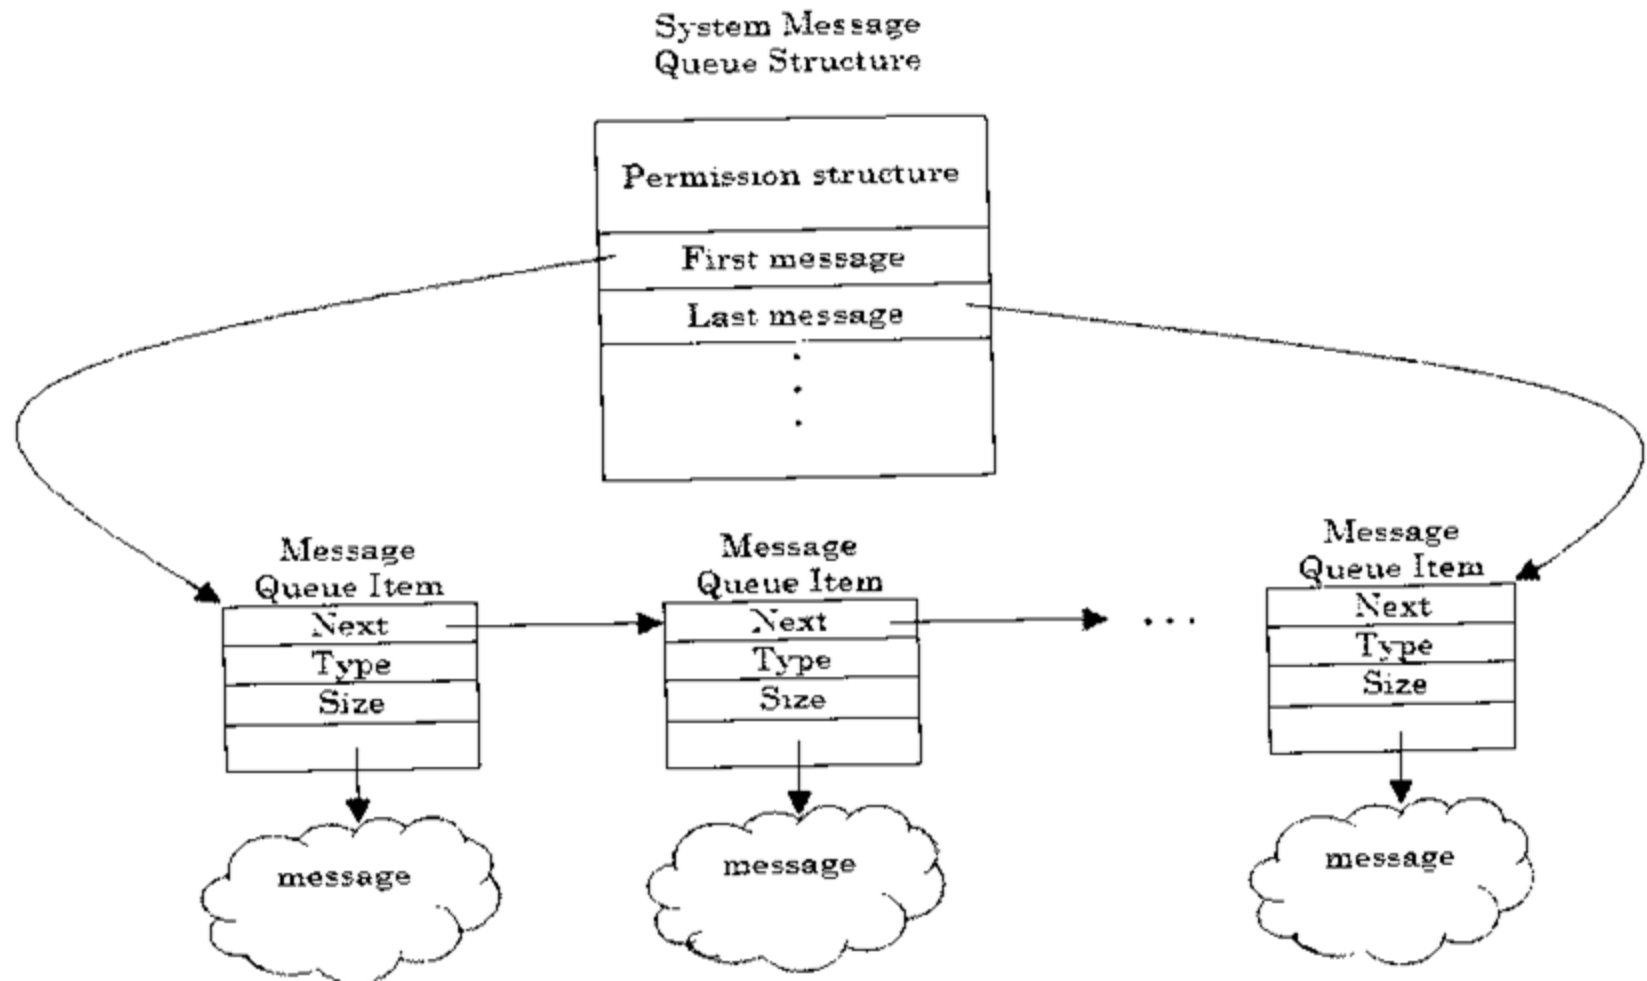 System Message
Queue Structure
Permission structure
First message
Last message
.
.
.
Message
Queue Item
Next
Type
Size
message
Message
Queue Item
Next
Type
Size
message
...
Message
Queue Item
Next
Type
Size
message